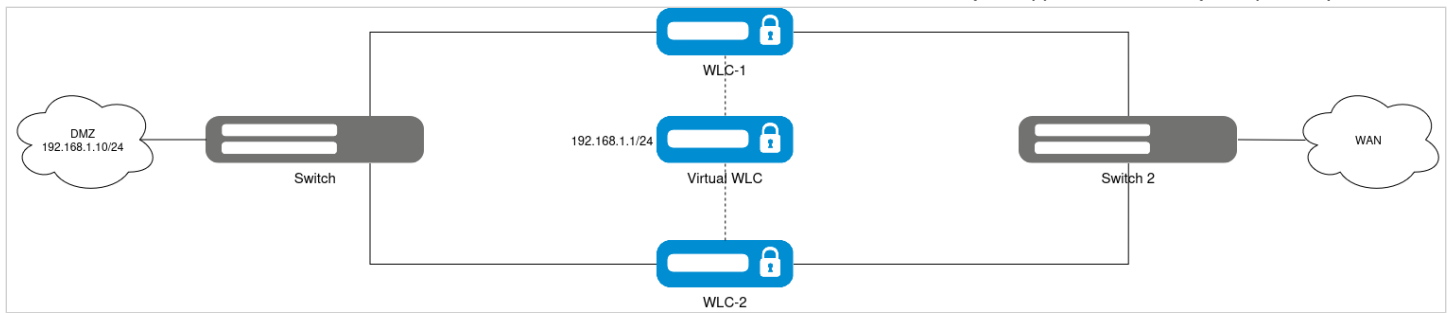 WLC-1
DMZ
192.168.1.10/24
192.168.1.1/24
WAN
Switch
Virtual WLC
Switch 2
WLC-2